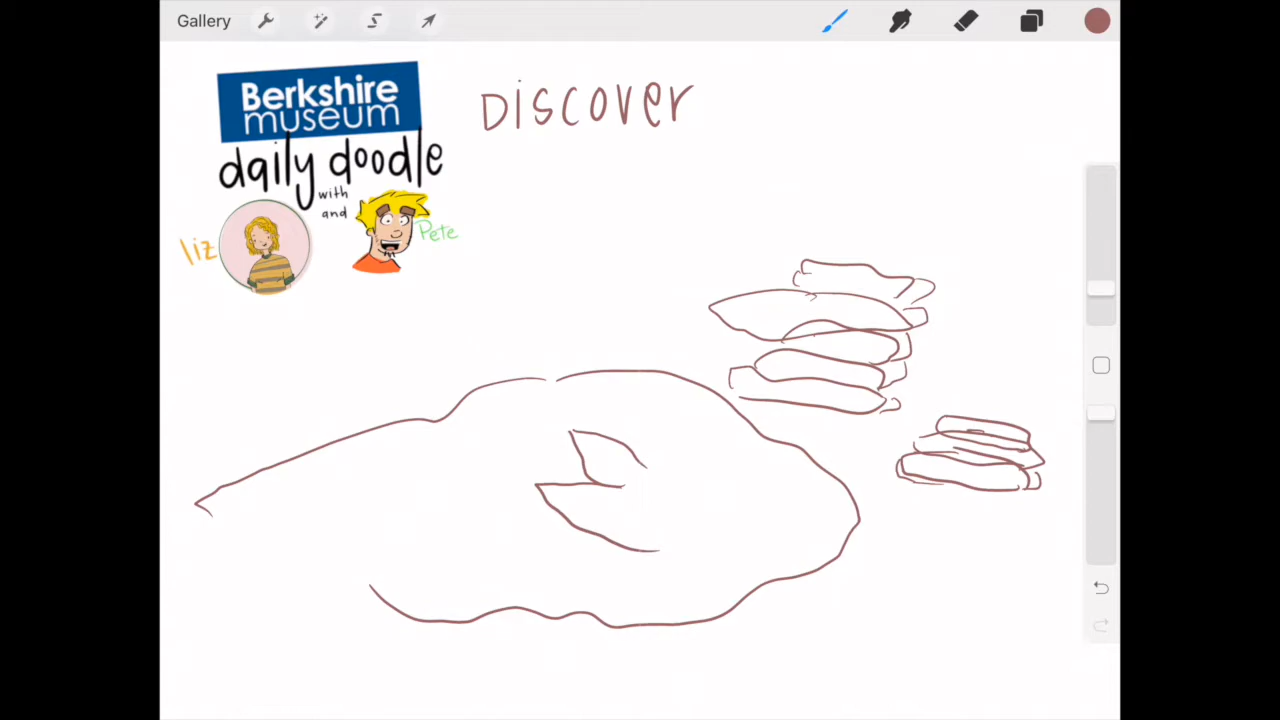 Gallery
Berkshire
museum
daily doodle
with
and
liz
Pete
Discover